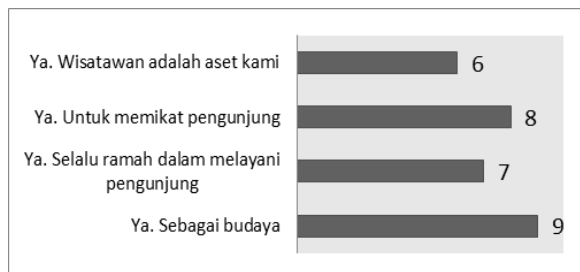 Ya. Wisatawan adalah aset kami
6
Ya. Untuk memikat pengunjung
8
Ya. Selalu ramah dalam melayani
pengunjung
7
Ya. Sebagai budaya
9